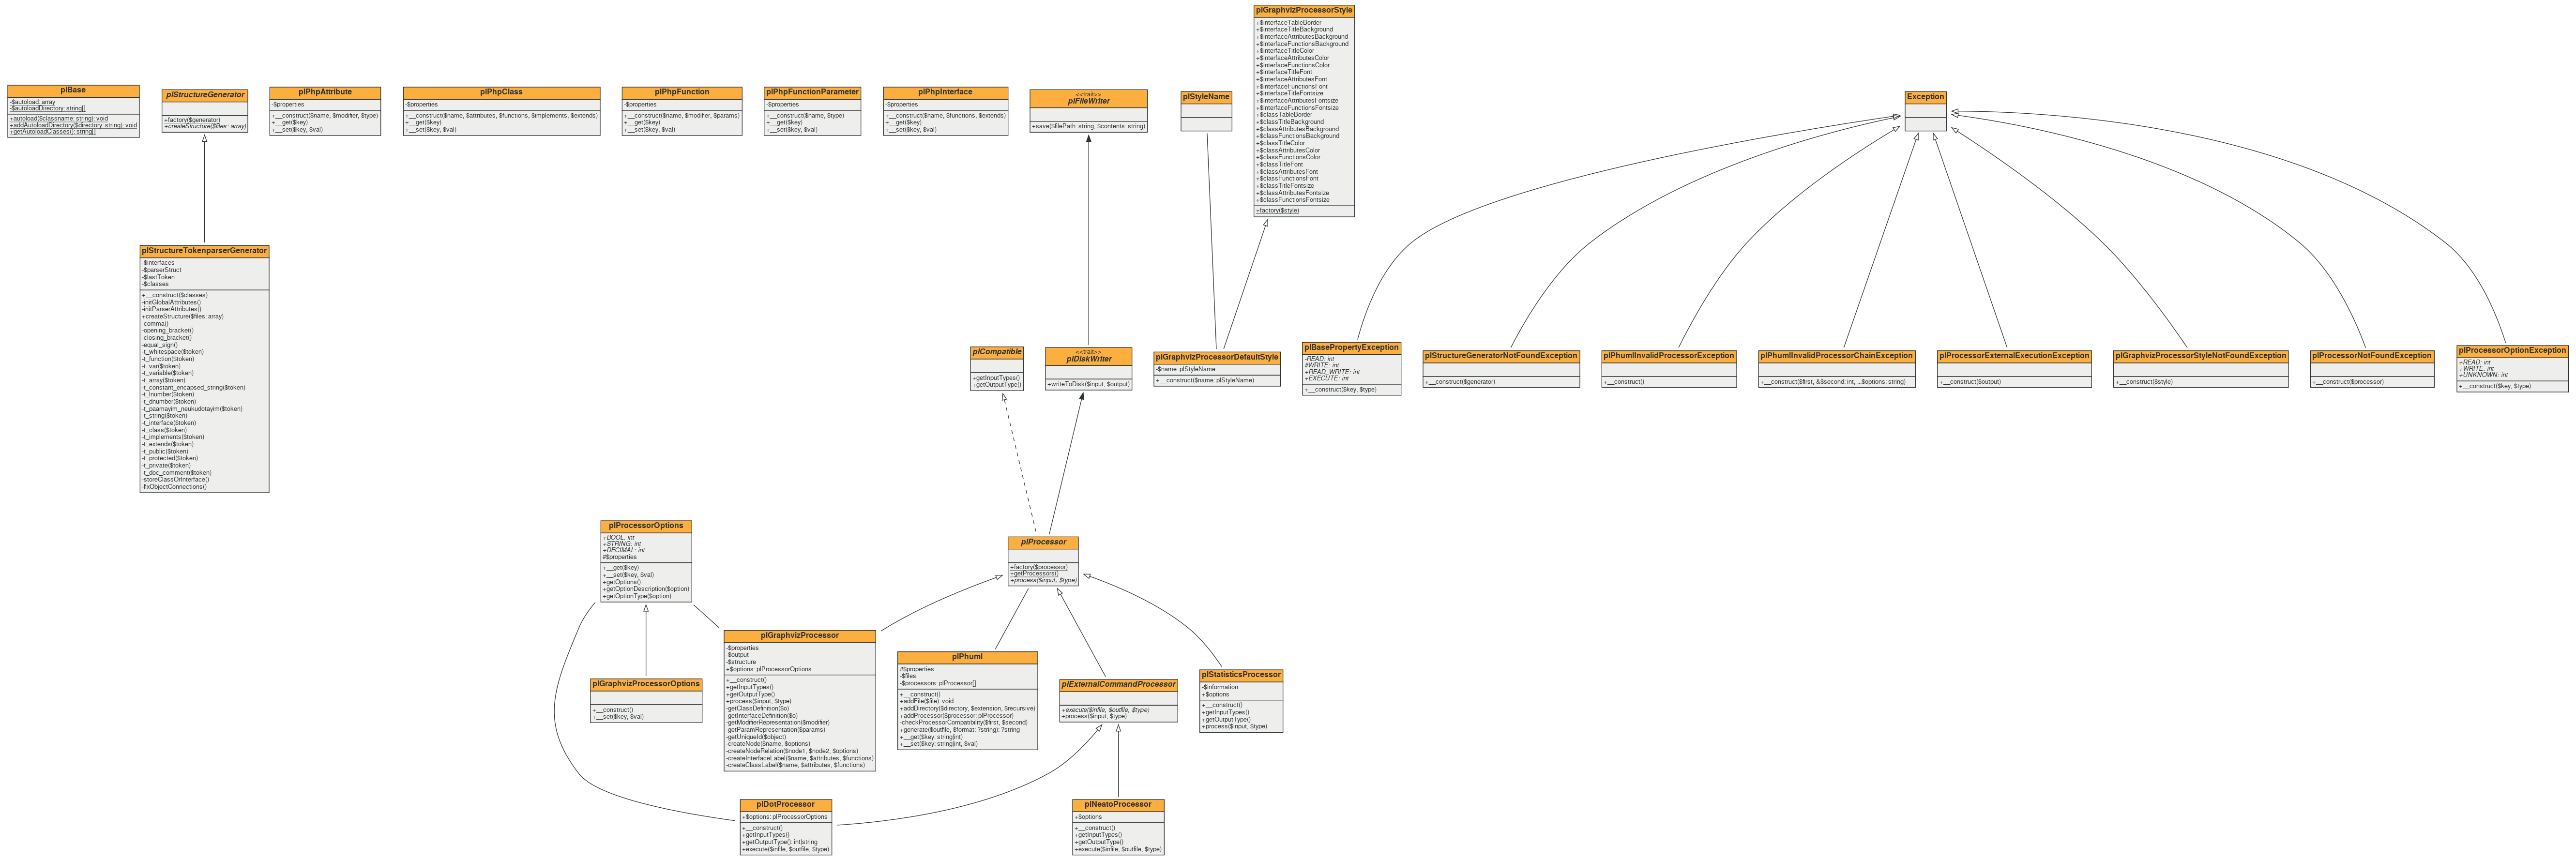 plBase
-$autoload: array
-$autoloadDirectory: string[]
+autoload($classname: string): void
+addAutoloadDirectory($directory: string): void
+getAutoloadClasses(): string[]
plStructureGenerator
+factory($generator)
+createStructure($files: array)
plPhpAttribute
-$properties
+__construct($name, $modifier, $type)
+__get($key)
+__set($key, $val)
plPhpClass
-$properties
+__construct($name, $attributes, $functions, $implements, $extends)
+__get($key)
+__set($key, $val)
plPhpFunction
-$properties
+__construct($name, $modifier, $params)
+__get($key)
+__set($key, $val)
plPhpFunctionParameter
-$properties
+__construct($name, $type)
+__get($key)
+__set($key, $val)
plPhpInterface
-$properties
+__construct($name, $functions, $extends)
+__get($key)
+__set($key, $val)
<<trait>>
plFileWriter
+save($filePath: string, $contents: string)
plStyleName
plGraphvizProcessorStyle
+$interfaceTableBorder
+$interfaceTitleBackground
+$interfaceAttributesBackground
+$interfaceFunctionsBackground
+$interfaceTitleColor
+$interfaceAttributesColor
+$interfaceFunctionsColor
+$interfaceTitleFont
+$interfaceAttributesFont
+$interfaceFunctionsFont
+$interfaceTitleFontsize
+$interfaceAttributesFontsize
+$interfaceFunctionsFontsize
+$classTableBorder
+$classTitleBackground
+$classAttributesBackground
+$classFunctionsBackground
+$classTitleColor
+$classAttributesColor
+$classFunctionsColor
+$classTitleFont
+$classAttributesFont
+$classFunctionsFont
+$classTitleFontsize
+$classAttributesFontsize
+$classFunctionsFontsize
+factory($style)
Exception
plStructureTokenparserGenerator
-$interfaces
-$parserStruct
-$lastToken
-$classes
+__construct($classes)
-initGlobalAttributes()
-initParserAttributes()
+createStructure($files: array)
-comma()
-opening_bracket()
-closing_bracket()
-equal_sign()
-t_whitespace($token)
-t_function($token)
-t_var($token)
-t_variable($token)
-t_array($token)
-t_constant_encapsed_string($token)
-t_lnumber($token)
-t_dnumber($token)
-t_paamayim_neukudotayim($token)
-t_string($token)
-t_interface($token)
-t_class($token)
-t_implements($token)
-t_extends($token)
-t_public($token)
-t_protected($token)
-t_private($token)
-t_doc_comment($token)
-storeClassOrInterface()
-fixObjectConnections()
plCompatible
+getInputTypes()
+getOutputType()
<<trait>>
plDiskWriter
+writeToDisk($input, $output)
plGraphvizProcessorDefaultStyle
-$name: plStyleName
+__construct($name: plStyleName)
plBasePropertyException
-READ: int
#WRITE: int
+READ_WRITE: int
+EXECUTE: int
+__construct($key, $type)
plStructureGeneratorNotFoundException
+__construct($generator)
plPhumlInvalidProcessorException
+__construct()
plPhumlInvalidProcessorChainException
+__construct($first, &$second: int, ...$options: string)
plProcessorExternalExecutionException
+__construct($output)
plGraphvizProcessorStyleNotFoundException
+__construct($style)
plProcessorNotFoundException
+__construct($processor)
plProcessorOptionException
+READ: int
+WRITE: int
+UNKNOWN: int
+__construct($key, $type)
plProcessorOptions
+BOOL: int
+STRING: int
+DECIMAL: int
#$properties
+__get($key)
+__set($key, $val)
+getOptions()
+getOptionDescription($option)
+getOptionType($option)
plProcessor
+factory($processor)
+getProcessors()
+process($input, $type)
plGraphvizProcessorOptions
+__construct()
+__set($key, $val)
plGraphvizProcessor
-$properties
-$output
-$structure
+$options: plProcessorOptions
+__construct()
+getInputTypes()
+getOutputType()
+process($input, $type)
-getClassDefinition($o)
-getInterfaceDefinition($o)
-getModifierRepresentation($modifier)
-getParamRepresentation($params)
-getUniqueId($object)
-createNode($name, $options)
-createNodeRelation($node1, $node2, $options)
-createInterfaceLabel($name, $attributes, $functions)
-createClassLabel($name, $attributes, $functions)
plPhuml
#$properties
-$files
-$processors: plProcessor[]
+__construct()
+addFile($file): void
+addDirectory($directory, $extension, $recursive)
+addProcessor($processor: plProcessor)
-checkProcessorCompatibility($first, $second)
+generate($outfile, $format: ?string): ?string
+__get($key: string|int)
+__set($key: string|int, $val)
plExternalCommandProcessor
+execute($infile, $outfile, $type)
+process($input, $type)
plStatisticsProcessor
-$information
+$options
+__construct()
+getInputTypes()
+getOutputType()
+process($input, $type)
plDotProcessor
+$options: plProcessorOptions
+__construct()
+getInputTypes()
+getOutputType(): int|string
+execute($infile, $outfile, $type)
plNeatoProcessor
+$options
+__construct()
+getInputTypes()
+getOutputType()
+execute($infile, $outfile, $type)